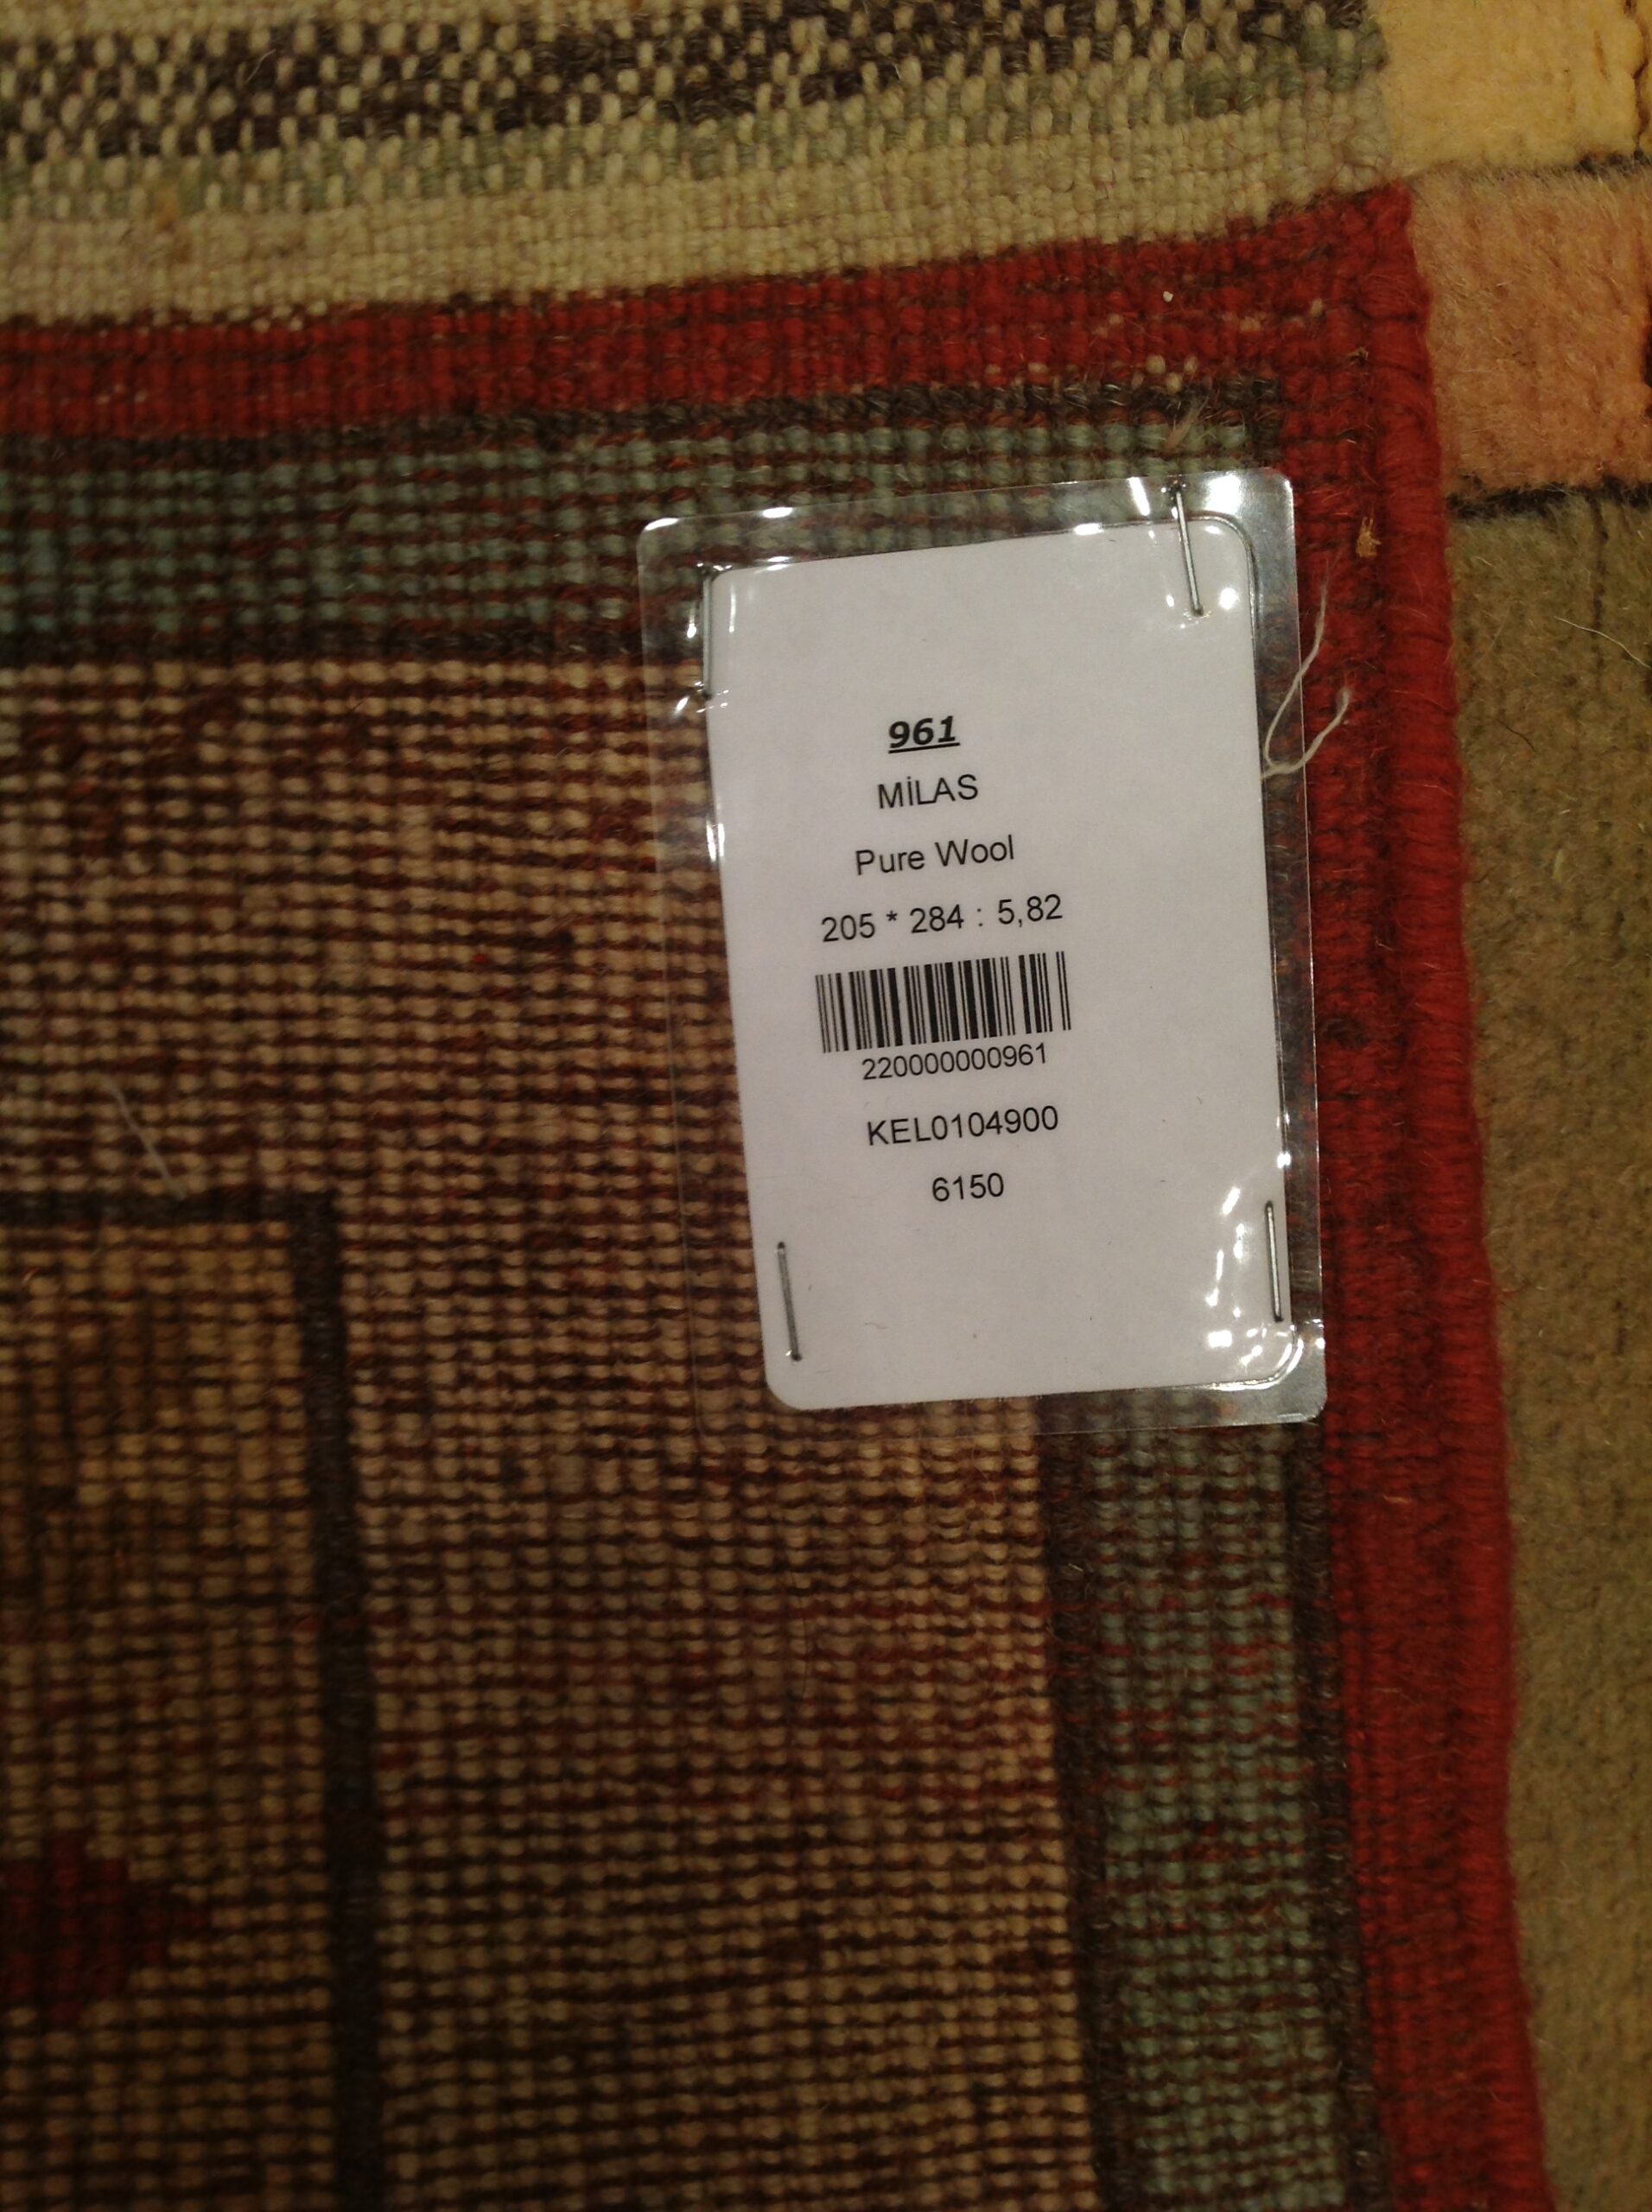 961
MİLAS
Pure Wool
205 * 284 : 5,82
220000000961
KEL0104900
6150